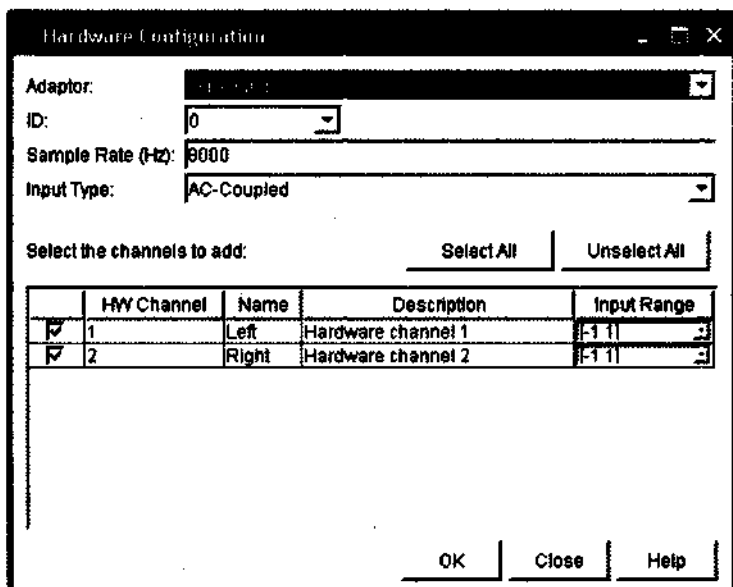 Hardware Configuration
Adaptor:
ID: 0
Sample Rate (Hz): 8000
Input Type: AC-Coupled
Select the channels to add: Select All Unselect All
HW Channel Name Description Input Range
1 Left Hardware channel 1 [-1 1]
2 Right Hardware channel 2 [-1 1]
OK Close Help